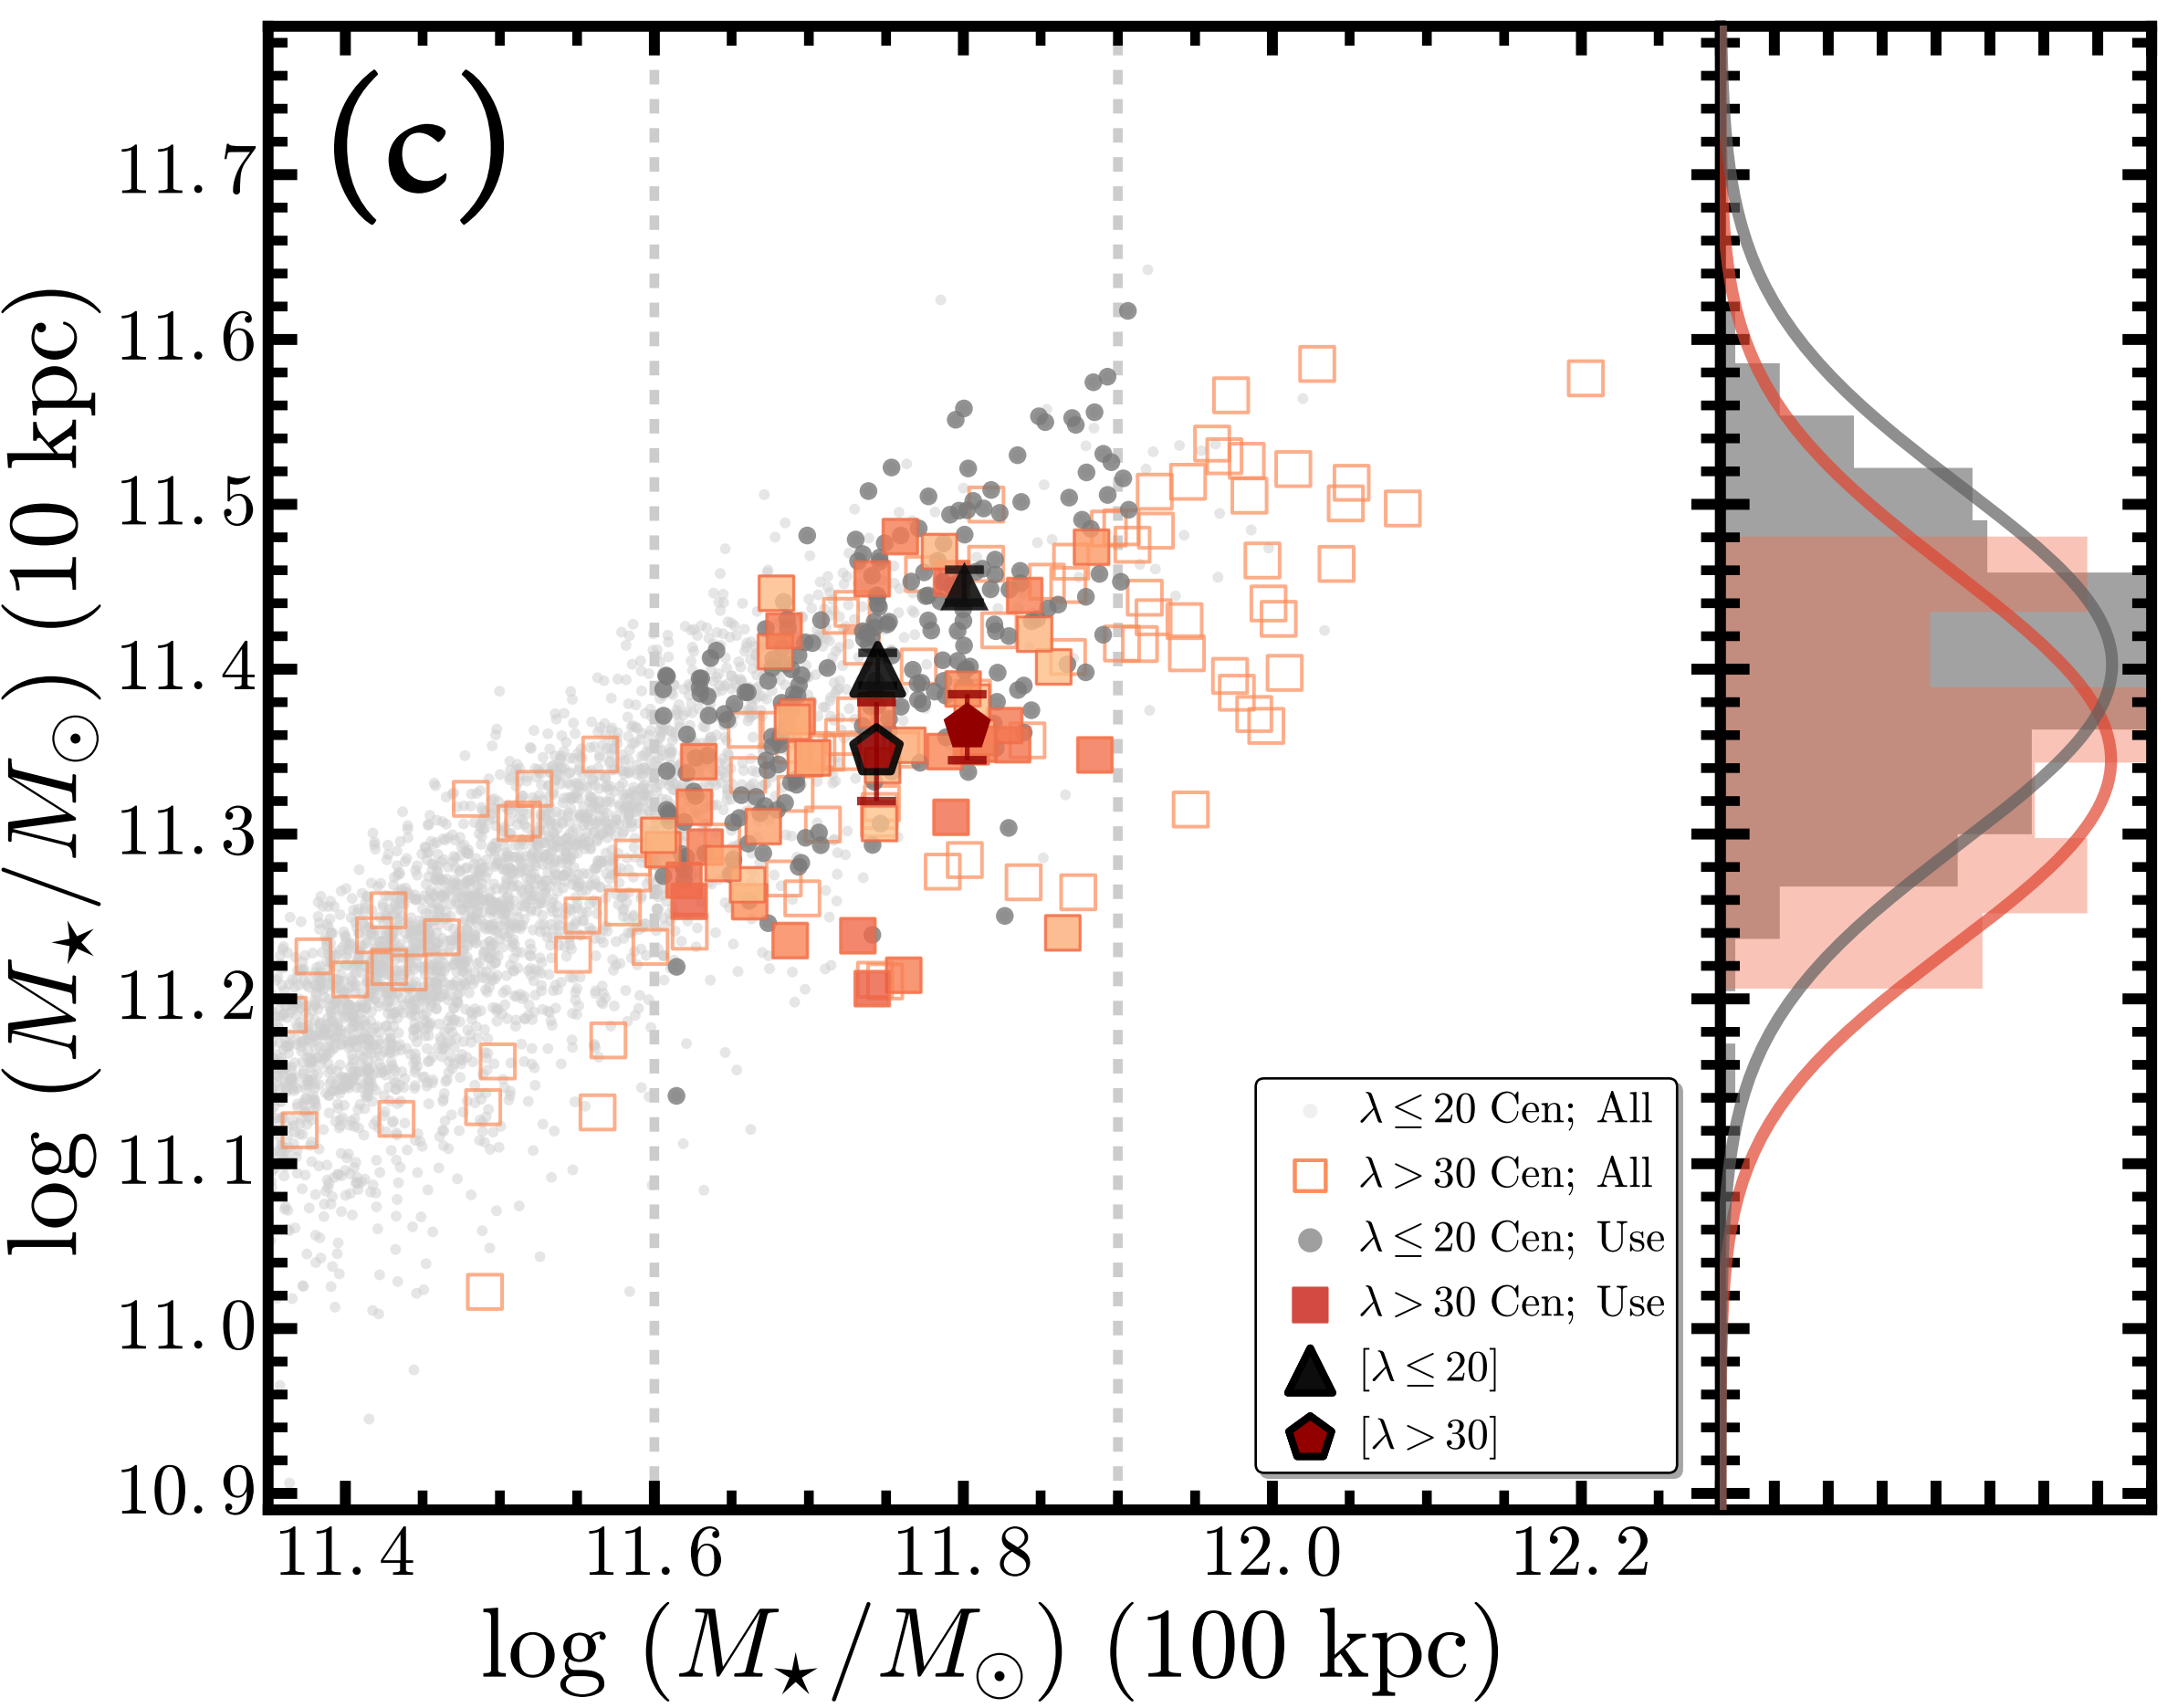 (c)
log (M⋆/M⊙) (10 kpc)
11.7
11.6
11.5
11.4
11.3
11.2
11.1
11.0
10.9
λ ≤ 20 Cen; All
λ > 30 Cen; All
λ ≤ 20 Cen; Use
λ > 30 Cen; Use
[λ ≤ 20]
[λ > 30]
11.4 11.6 11.8 12.0 12.2
log (M⋆/M⊙) (100 kpc)